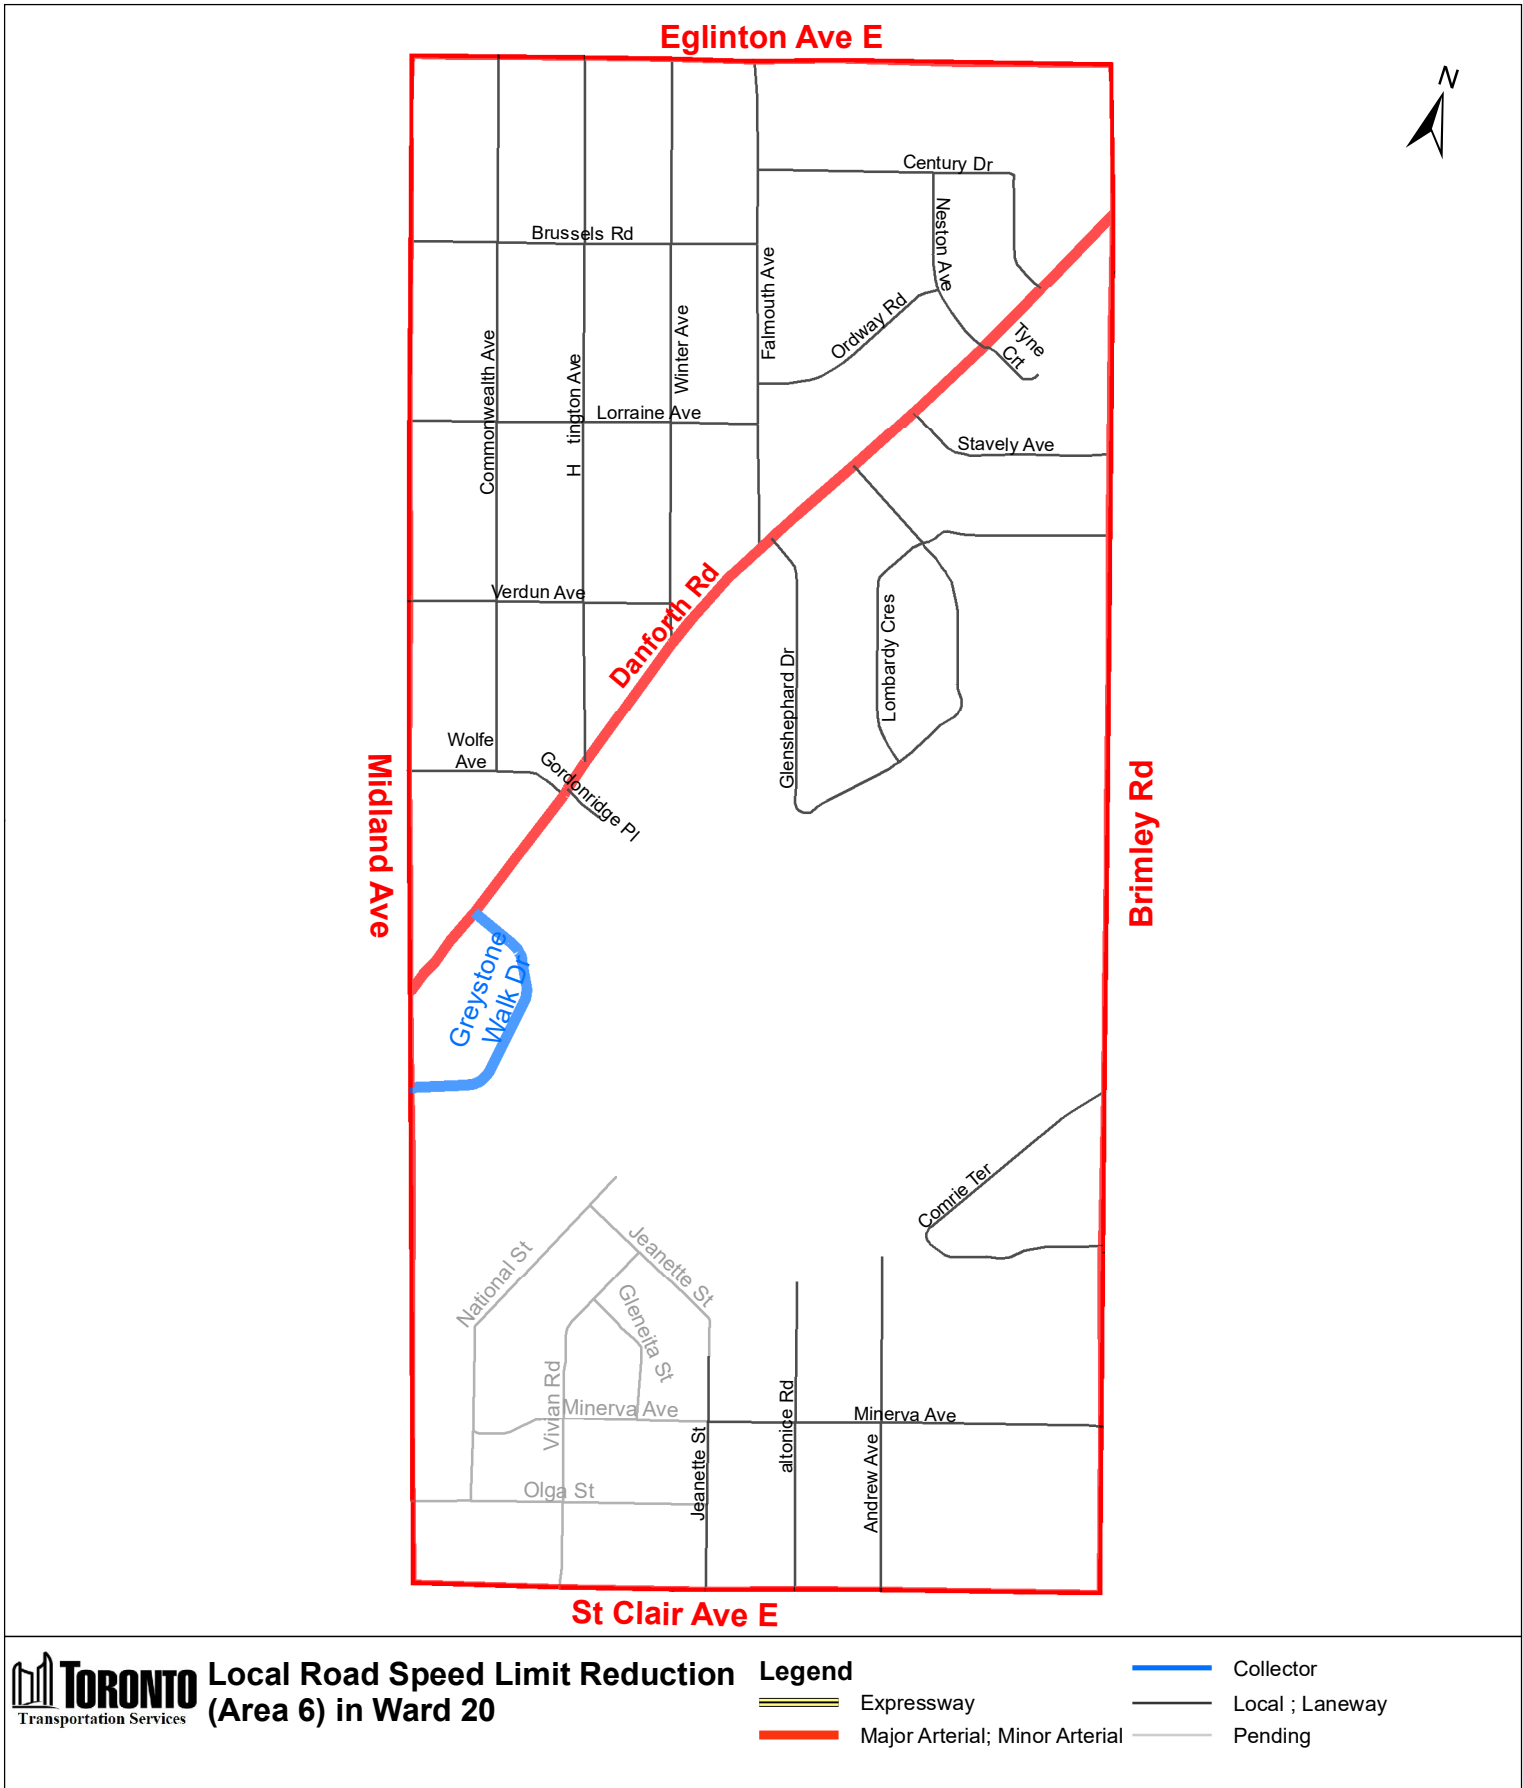 Eglinton Ave E
N
Century Dr
Neston Ave
Brussels Rd
Falmouth Ave
Ordway Rd
Winter Ave
Tyne
Crt
Commonwealth Ave
H tington Ave
Lorraine Ave
Stavely Ave
Danforth Rd
Verdun Ave
Lombardy Cres
Glenshephard Dr
Wolfe
Ave
Gordonridge Pl
Midland Ave
Brimley Rd
Greystone
Walk Dr
Comrie Ter
National St
Jeanette St
Gleneita St
Vivian Rd
Minerva Ave
Jeanette St
altonice Rd
Minerva Ave
Andrew Ave
Olga St
St Clair Ave E
TORONTO
Transportation Services
Local Road Speed Limit Reduction
(Area 6) in Ward 20
Legend
Expressway
Major Arterial; Minor Arterial
Collector
Local ; Laneway
Pending